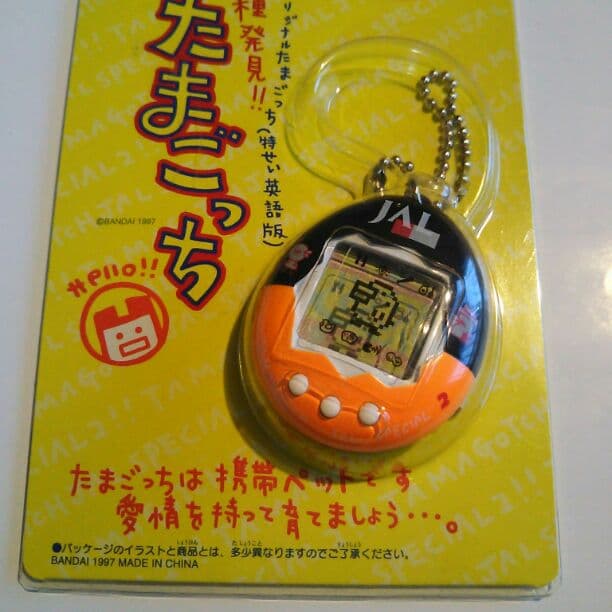 種発見!!
たまごっち
リジナルたまごっち(特せい英語版)
©BANDAI 1997
Hello!!
JAL
SPECIAL 2
たまごっちは携帯ペットです
愛情を持って育てましょう・・・。
●パッケージのイラストと商品とは、多少異なりますのでご了承ください。
BANDAI 1997 MADE IN CHINA